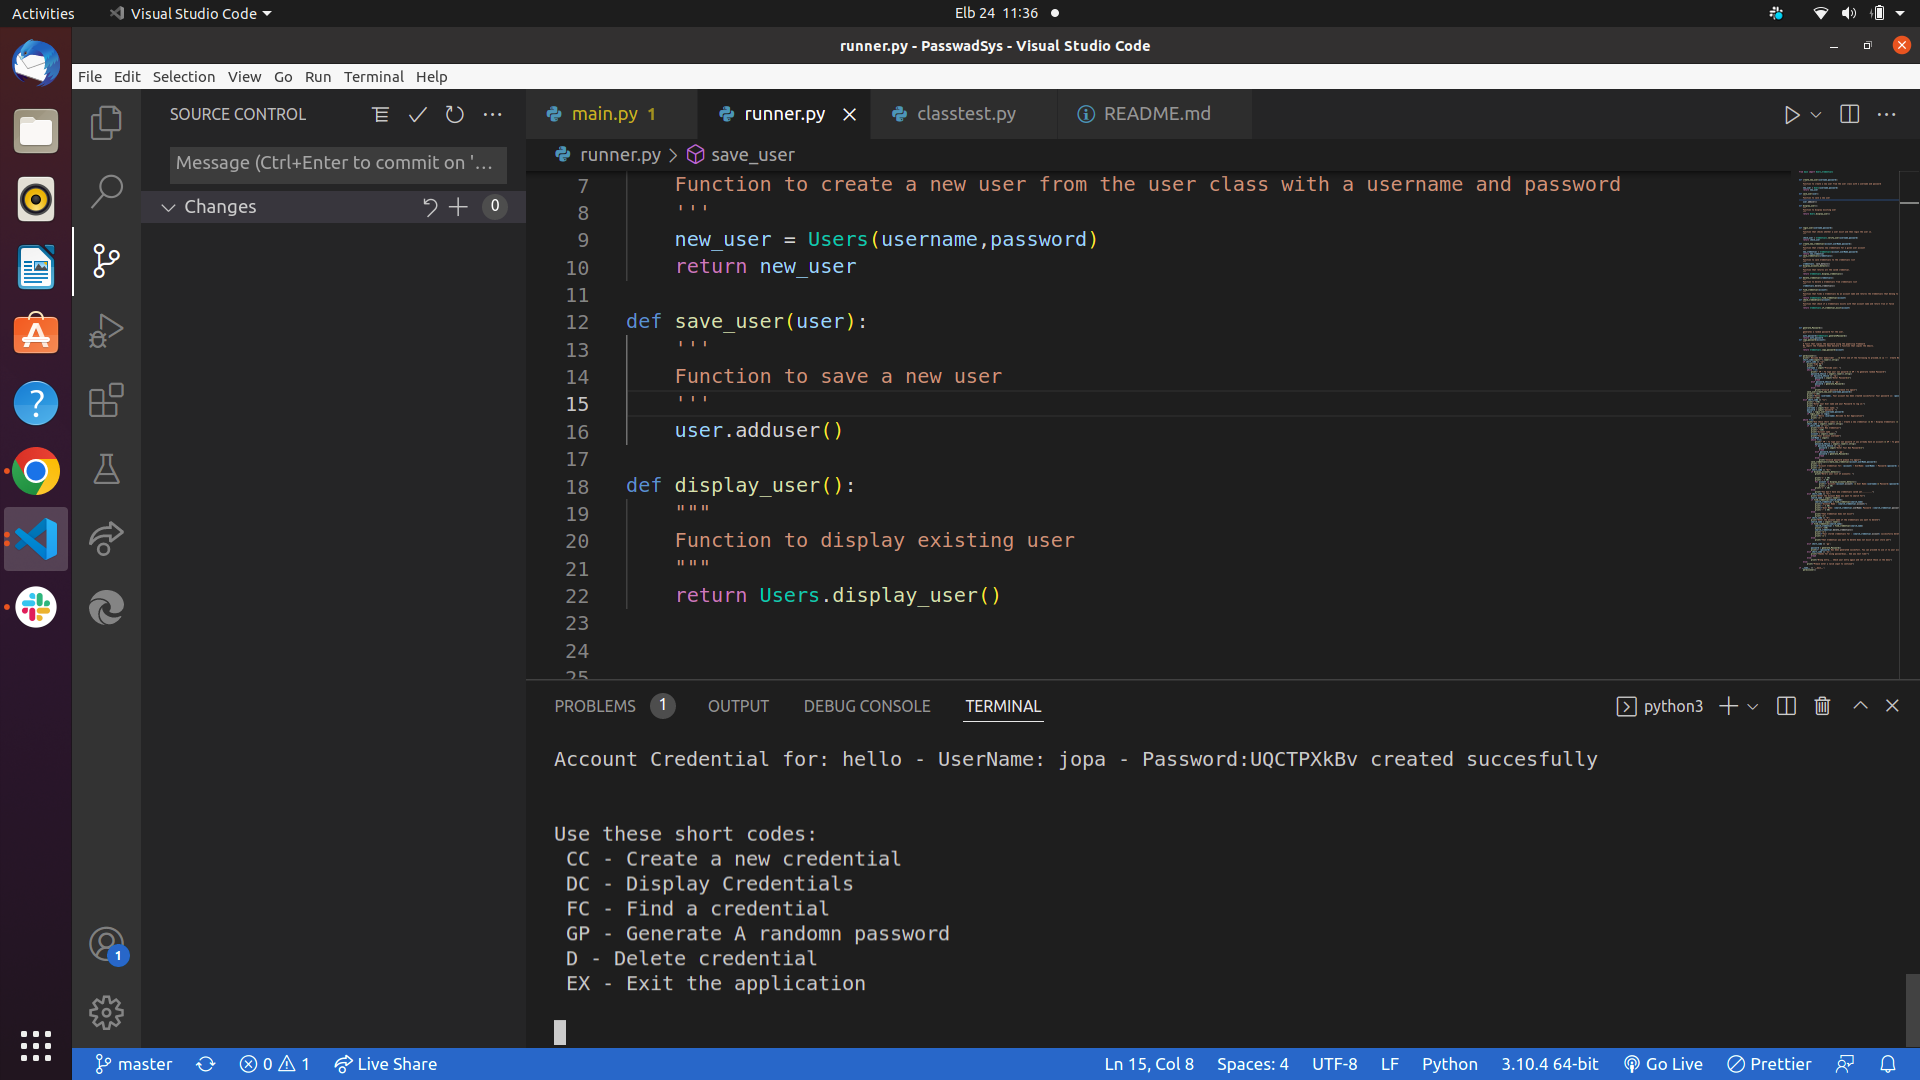 Activities
Visual Studio Code
Elb 24 11:36
runner.py - PasswadSys - Visual Studio Code
File Edit Selection View Go Run Terminal Help
SOURCE CONTROL
main.py 1
runner.py
classtest.py
README.md
Message (Ctrl+Enter to commit on '...
Changes
0
runner.py > save_user
7 Function to create a new user from the user class with a username and password
8 '''
9 new_user = Users(username,password)
10 return new_user
11
12 def save_user(user):
13 '''
14 Function to save a new user
15 '''
16 user.adduser()
17
18 def display_user():
19 """
20 Function to display existing user
21 """
22 return Users.display_user()
23
24
25
PROBLEMS 1 OUTPUT DEBUG CONSOLE TERMINAL
python3
Account Credential for: hello - UserName: jopa - Password:UQCTPXkBv created succesfully
Use these short codes:
CC - Create a new credential
DC - Display Credentials
FC - Find a credential
GP - Generate A randomn password
D - Delete credential
EX - Exit the application
1
master
0
1
Live Share
Ln 15, Col 8
Spaces: 4
UTF-8
LF
Python
3.10.4 64-bit
Go Live
Prettier